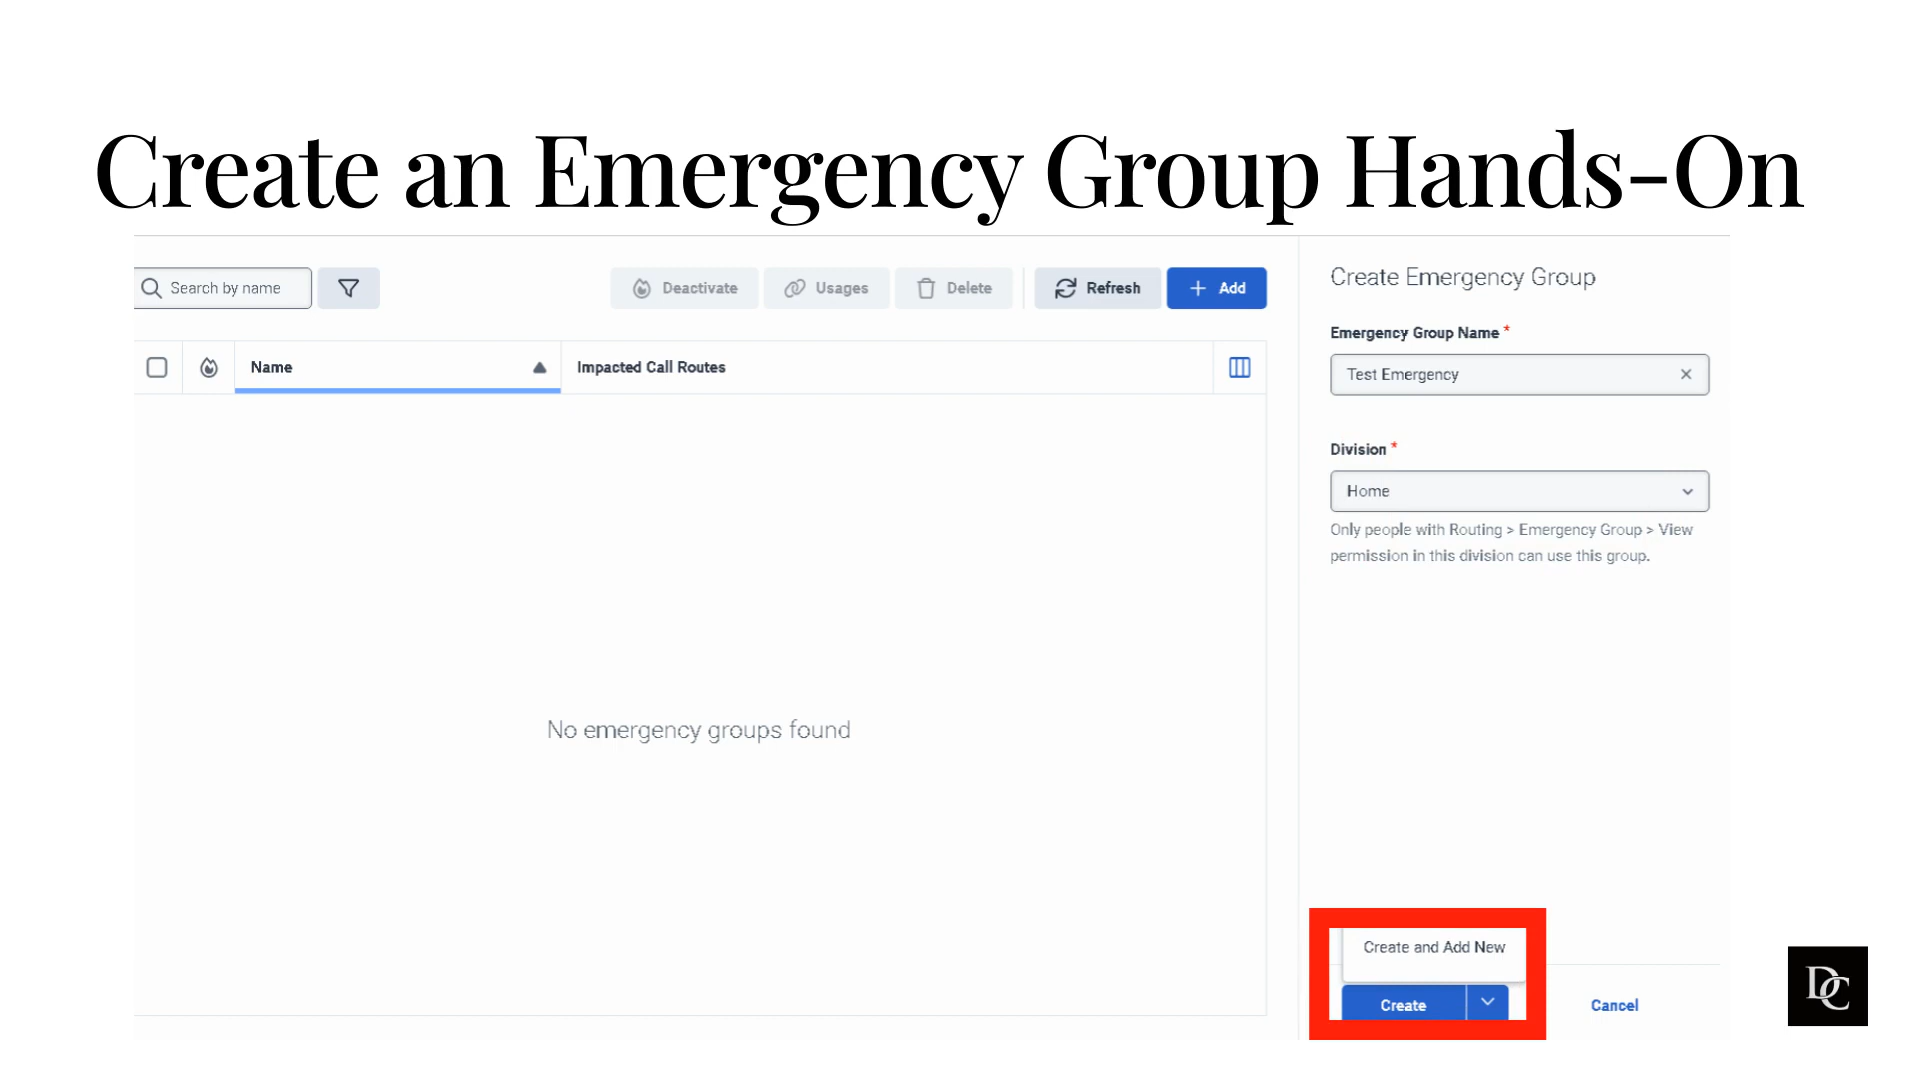 Create an Emergency Group Hands-On
Search by name
Deactivate
Usages
Delete
Refresh
+ Add
Name
Impacted Call Routes
No emergency groups found
Create Emergency Group
Emergency Group Name *
Test Emergency
Division *
Home
Only people with Routing > Emergency Group > View
permission in this division can use this group.
Create and Add New
Create
Cancel
DC